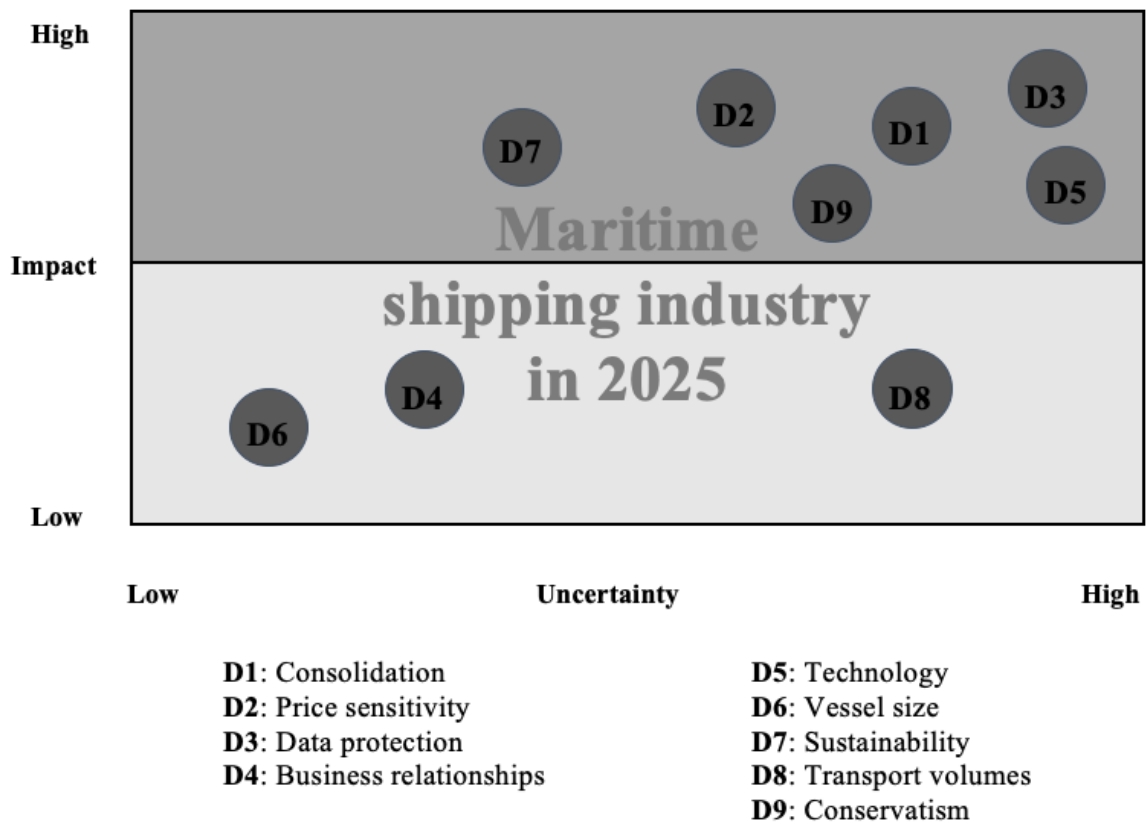 High
D3
D2
D1
D7
D5
D9
Maritime
Impact
shipping industry
in 2025
D4
D8
D6
Low
Low Uncertainty High
D1: Consolidation
D2: Price sensitivity
D3: Data protection
D4: Business relationships
D5: Technology
D6: Vessel size
D7: Sustainability
D8: Transport volumes
D9: Conservatism